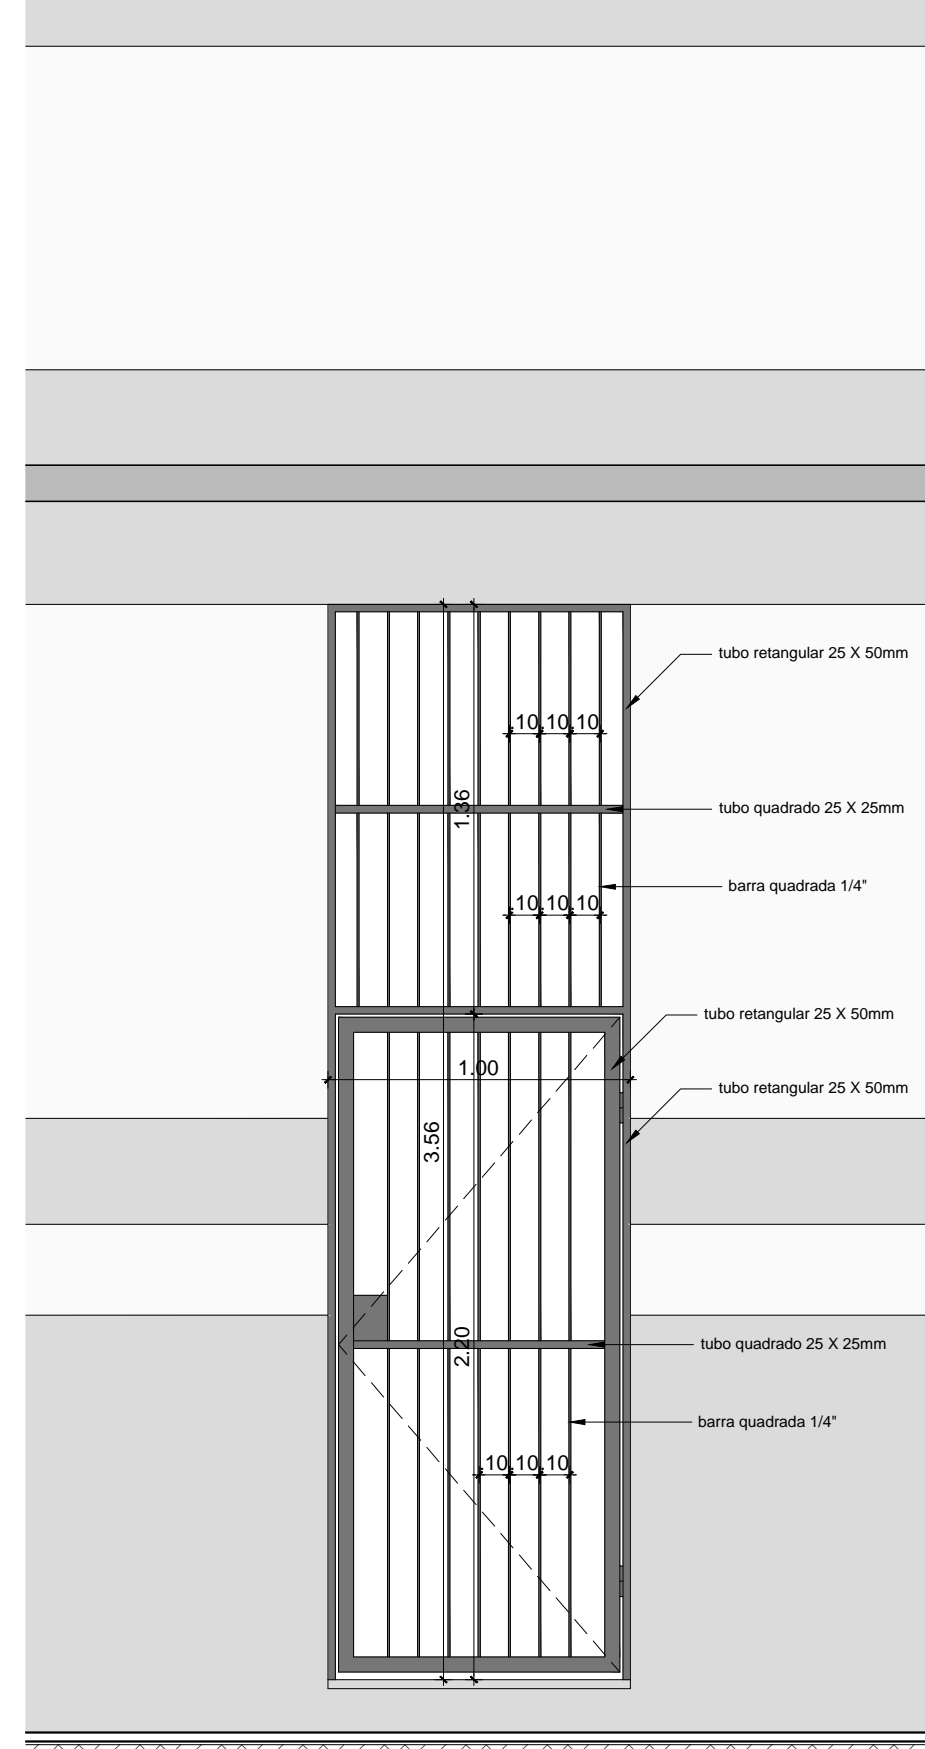 tubo retangular 25 X 50mm
.10 .10 .10
1.36
tubo quadrado 25 X 25mm
barra quadrada 1/4"
.10 .10 .10
tubo retangular 25 X 50mm
1.00
tubo retangular 25 X 50mm
3.56
2.20
tubo quadrado 25 X 25mm
barra quadrada 1/4"
.10 .10 .10